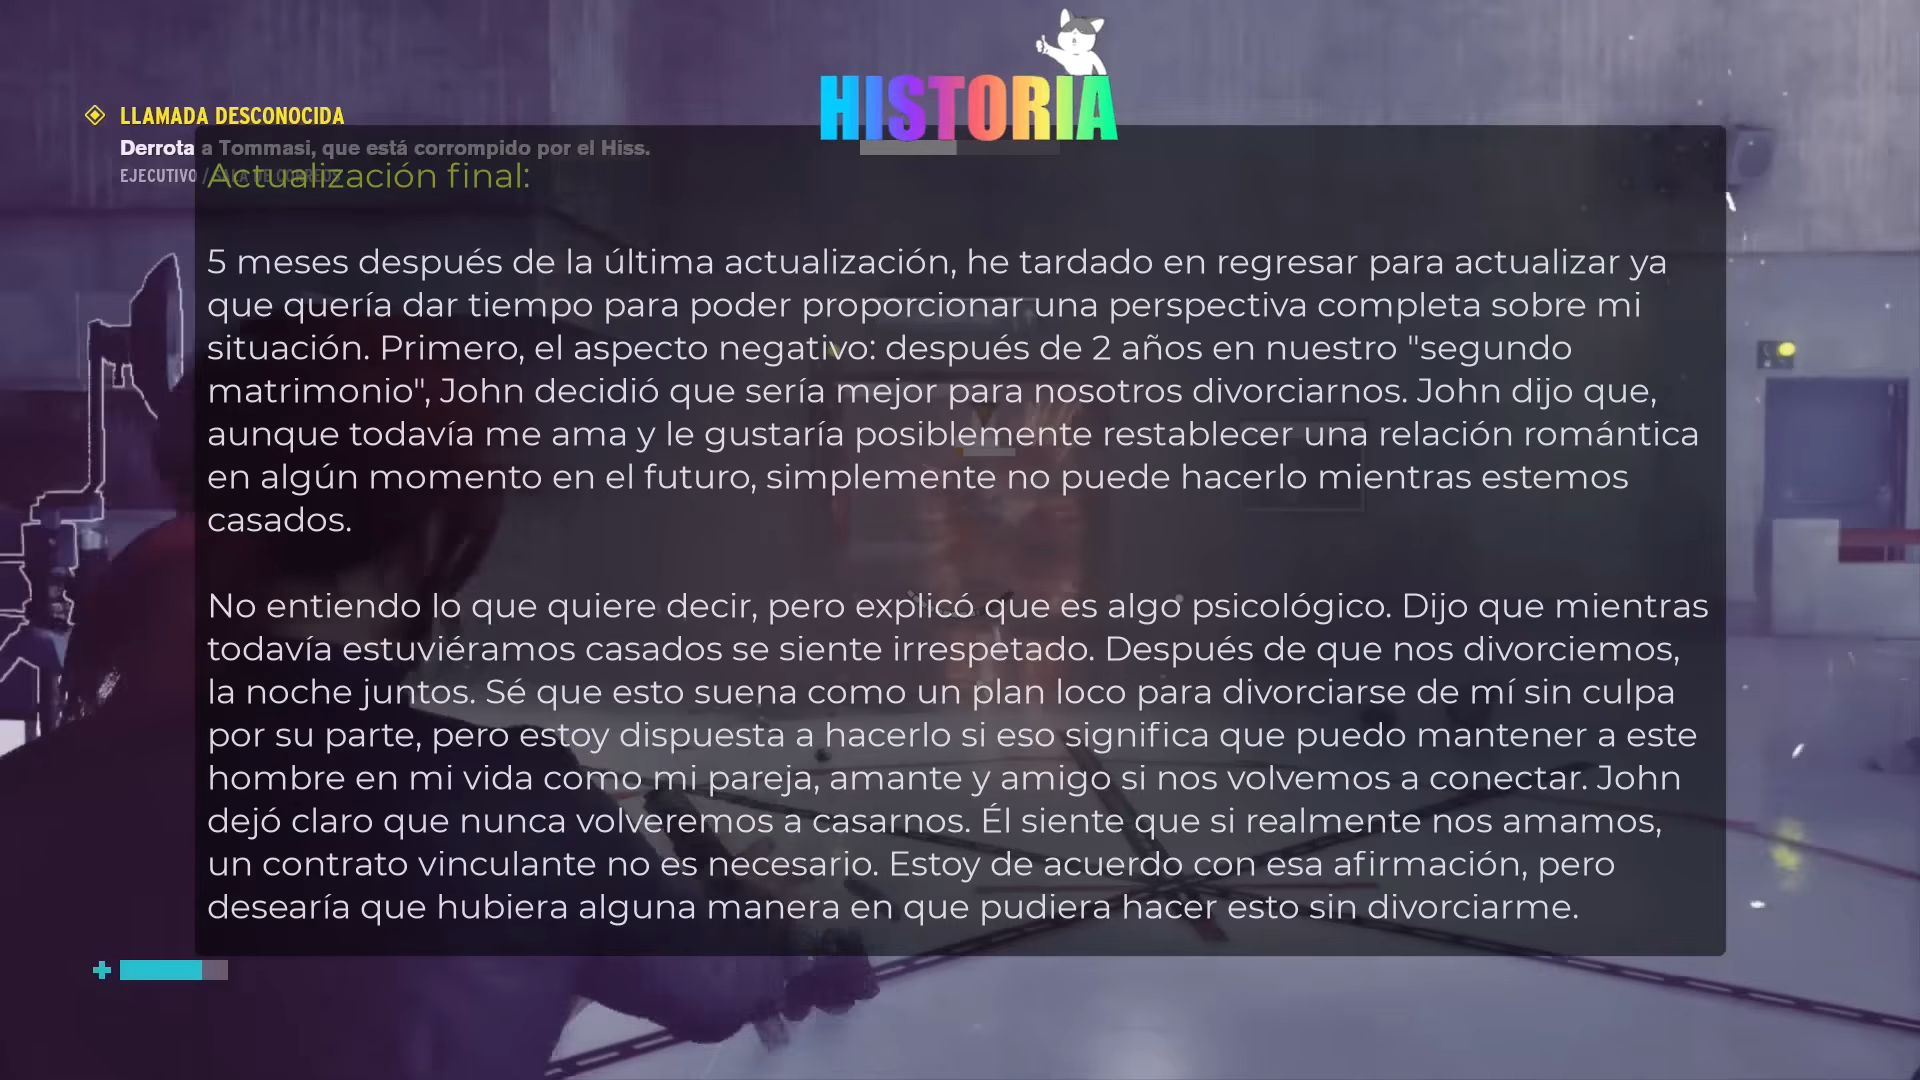 HISTORIA
LLAMADA DESCONOCIDA
Derrota a Tommasi, que está corrompido por el Hiss.
EJECUTIVO / SALA DE CORREOS
Actualización final:
5 meses después de la última actualización, he tardado en regresar para actualizar ya
que quería dar tiempo para poder proporcionar una perspectiva completa sobre mi
situación. Primero, el aspecto negativo: después de 2 años en nuestro "segundo
matrimonio", John decidió que sería mejor para nosotros divorciarnos. John dijo que,
aunque todavía me ama y le gustaría posiblemente restablecer una relación romántica
en algún momento en el futuro, simplemente no puede hacerlo mientras estemos
casados.
No entiendo lo que quiere decir, pero explicó que es algo psicológico. Dijo que mientras
todavía estuviéramos casados se siente irrespetado. Después de que nos divorciemos,
la noche juntos. Sé que esto suena como un plan loco para divorciarse de mí sin culpa
por su parte, pero estoy dispuesta a hacerlo si eso significa que puedo mantener a este
hombre en mi vida como mi pareja, amante y amigo si nos volvemos a conectar. John
dejó claro que nunca volveremos a casarnos. Él siente que si realmente nos amamos,
un contrato vinculante no es necesario. Estoy de acuerdo con esa afirmación, pero
desearía que hubiera alguna manera en que pudiera hacer esto sin divorciarme.